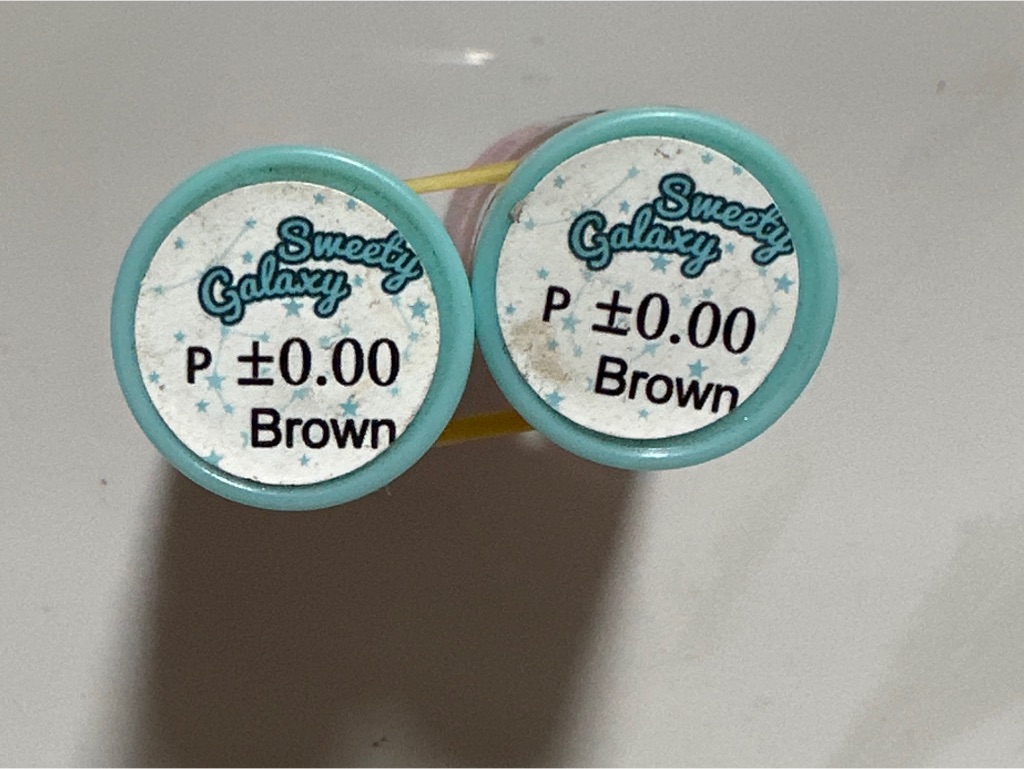 Sweety
Galaxy
P ±0.00
Brown
Sweety
Galaxy
P ±0.00
Brown